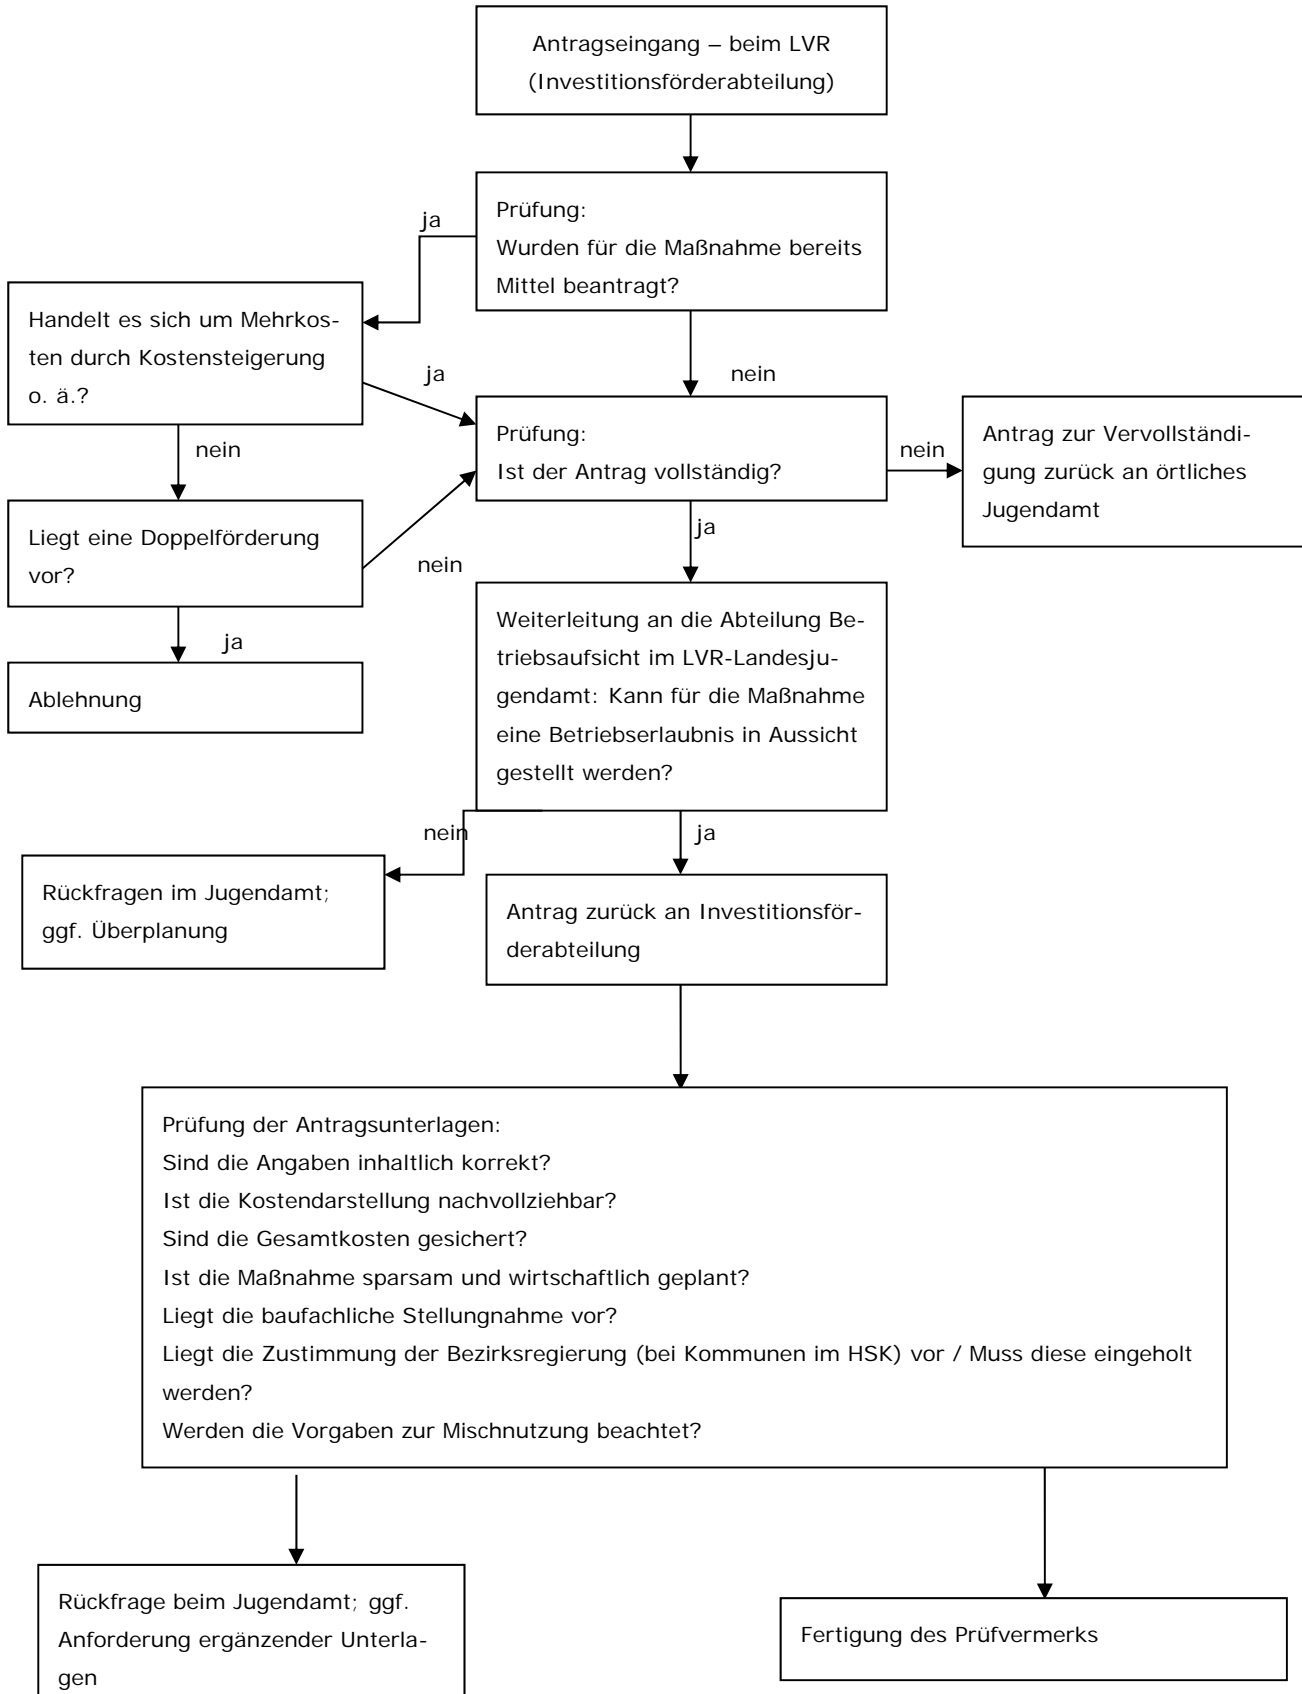 Antragseingang – beim LVR
(Investitionsförderabteilung)
Prüfung:
Wurden für die Maßnahme bereits
Mittel beantragt?
ja
nein
Handelt es sich um Mehrkos-
ten durch Kostensteigerung
o. ä.?
ja
nein
Prüfung:
Ist der Antrag vollständig?
nein
Antrag zur Vervollständi-
gung zurück an örtliches
Jugendamt
ja
Liegt eine Doppelförderung
vor?
nein
ja
Ablehnung
Weiterleitung an die Abteilung Be-
triebsaufsicht im LVR-Landesju-
gendamt: Kann für die Maßnahme
eine Betriebserlaubnis in Aussicht
gestellt werden?
nein
ja
Rückfragen im Jugendamt;
ggf. Überplanung
Antrag zurück an Investitionsför-
derabteilung
Prüfung der Antragsunterlagen:
Sind die Angaben inhaltlich korrekt?
Ist die Kostendarstellung nachvollziehbar?
Sind die Gesamtkosten gesichert?
Ist die Maßnahme sparsam und wirtschaftlich geplant?
Liegt die baufachliche Stellungnahme vor?
Liegt die Zustimmung der Bezirksregierung (bei Kommunen im HSK) vor / Muss diese eingeholt
werden?
Werden die Vorgaben zur Mischnutzung beachtet?
Rückfrage beim Jugendamt; ggf.
Anforderung ergänzender Unterla-
gen
Fertigung des Prüfvermerks